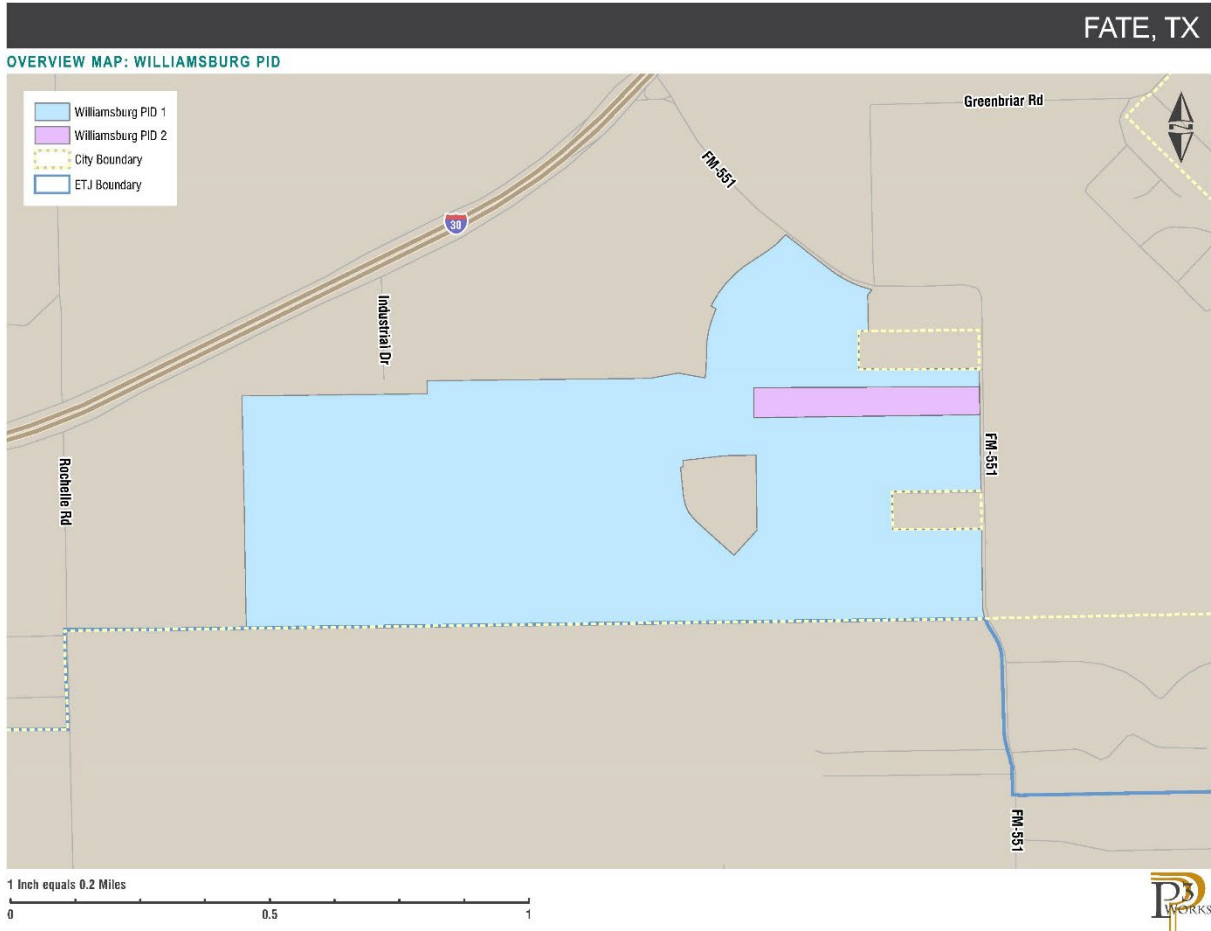 FATE, TX
OVERVIEW MAP: WILLIAMSBURG PID
Williamsburg PID 1
Williamsburg PID 2
City Boundary
ETJ Boundary
Greenbriar Rd
N
FM-551
30
Industrial Dr
FM-551
Rochelle Rd
FM-551
1 Inch equals 0.2 Miles
0 0.5 1
P3
WORKS